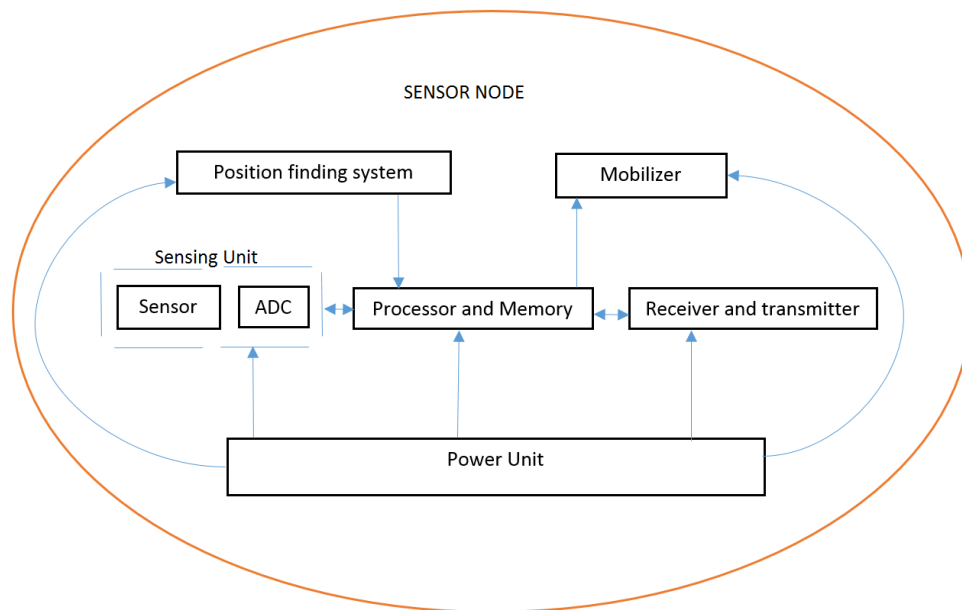 SENSOR NODE
Position finding system
Mobilizer
Sensing Unit
Sensor
ADC
Processor and Memory
Receiver and transmitter
Power Unit